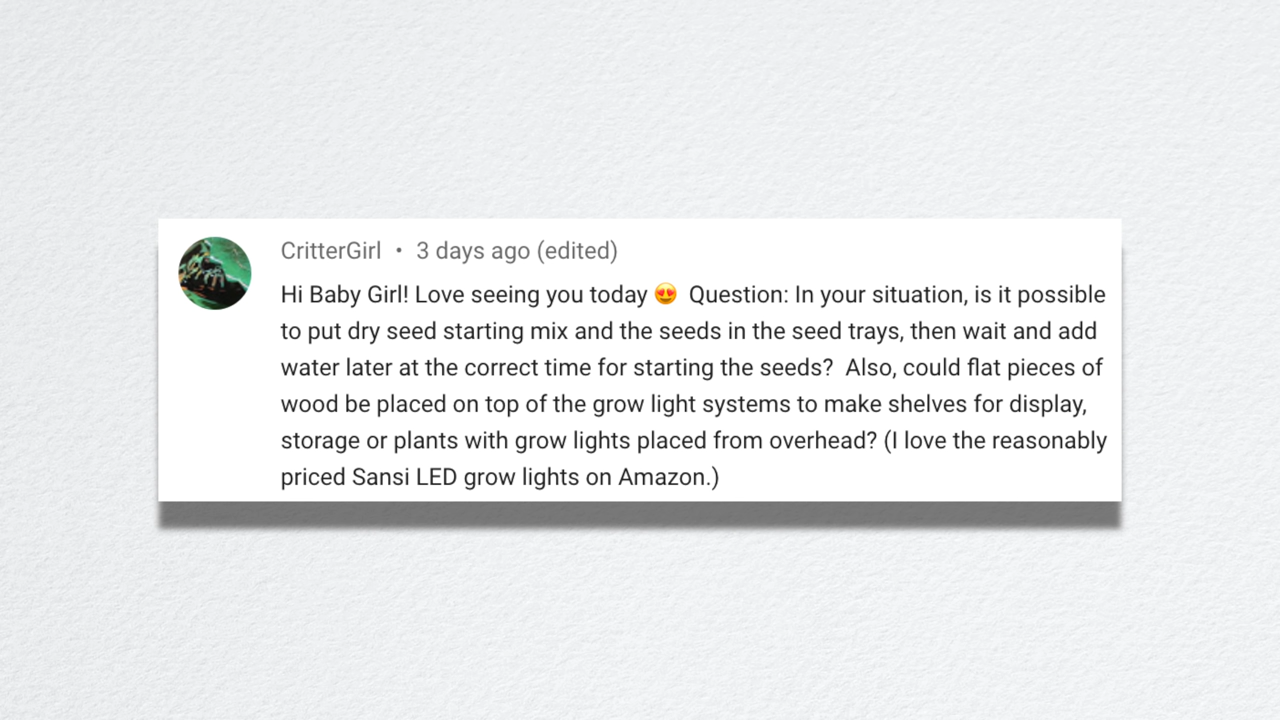 CritterGirl • 3 days ago (edited)
Hi Baby Girl! Love seeing you today 😍 Question: In your situation, is it possible
to put dry seed starting mix and the seeds in the seed trays, then wait and add
water later at the correct time for starting the seeds? Also, could flat pieces of
wood be placed on top of the grow light systems to make shelves for display,
storage or plants with grow lights placed from overhead? (I love the reasonably
priced Sansi LED grow lights on Amazon.)